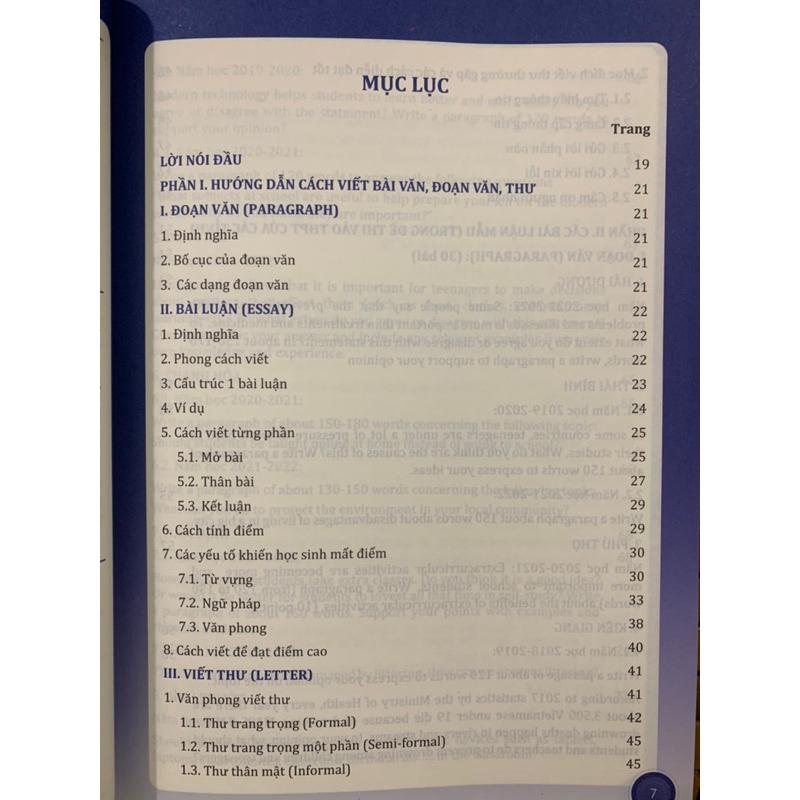 MỤC LỤC
Trang
LỜI NÓI ĐẦU 19
PHẦN I. HƯỚNG DẪN CÁCH VIẾT BÀI VĂN, ĐOẠN VĂN, THƯ 21
I. ĐOẠN VĂN (PARAGRAPH) 21
1. Định nghĩa 21
2. Bố cục của đoạn văn 21
3. Các dạng đoạn văn 21
II. BÀI LUẬN (ESSAY) 22
1. Định nghĩa 22
2. Phong cách viết 22
3. Cấu trúc 1 bài luận 23
4. Ví dụ 24
5. Cách viết từng phần 25
5.1. Mở bài 25
5.2. Thân bài 27
5.3. Kết luận 29
6. Cách tính điểm 29
7. Các yếu tố khiến học sinh mất điểm 30
7.1. Từ vựng 30
7.2. Ngữ pháp 33
7.3. Văn phong 38
8. Cách viết để đạt điểm cao 40
III. VIẾT THƯ (LETTER) 41
1. Văn phong viết thư 41
1.1. Thư trang trọng (Formal) 42
1.2. Thư trang trọng một phần (Semi-formal) 45
1.3. Thư thân mật (Informal) 45
7